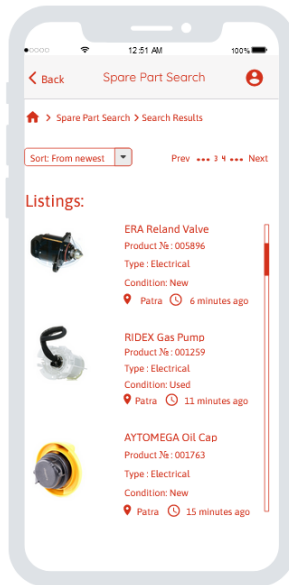 12:51 AM
100%
Back
Spare Part Search
> Spare Part Search > Search Results
Sort: From newest
Prev ••• 3 4 ••• Next
Listings:
ERA Reland Valve
Product №: 005896
Type : Electrical
Condition: New
Patra 6 minutes ago
RIDEX Gas Pump
Product №: 001259
Type : Electrical
Condition: Used
Patra 11 minutes ago
AYTOMEGA Oil Cap
Product №: 001763
Type : Electrical
Condition: New
Patra 15 minutes ago